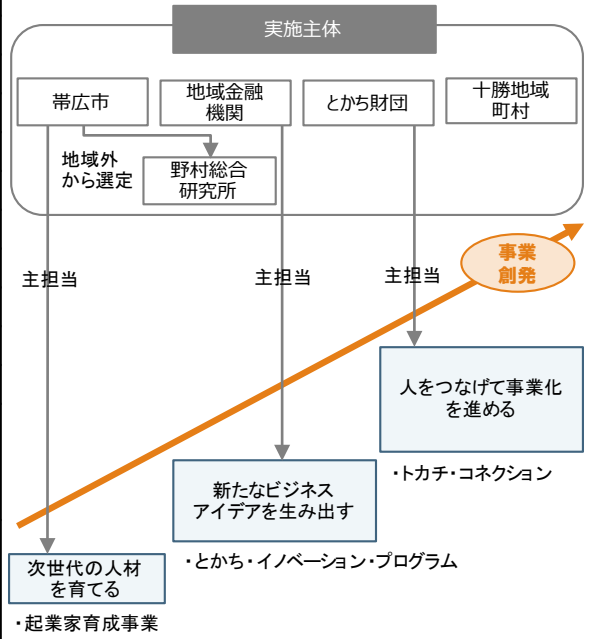 実施主体
帯広市
地域金融
機関
とかち財団
十勝地域
町村
地域外
から選定
野村総合
研究所
主担当
主担当
主担当
事業
創発
人をつなげて事業化
を進める
・トカチ・コネクション
新たなビジネス
アイデアを生み出す
・とかち・イノベーション・プログラム
次世代の人材
を育てる
・起業家育成事業